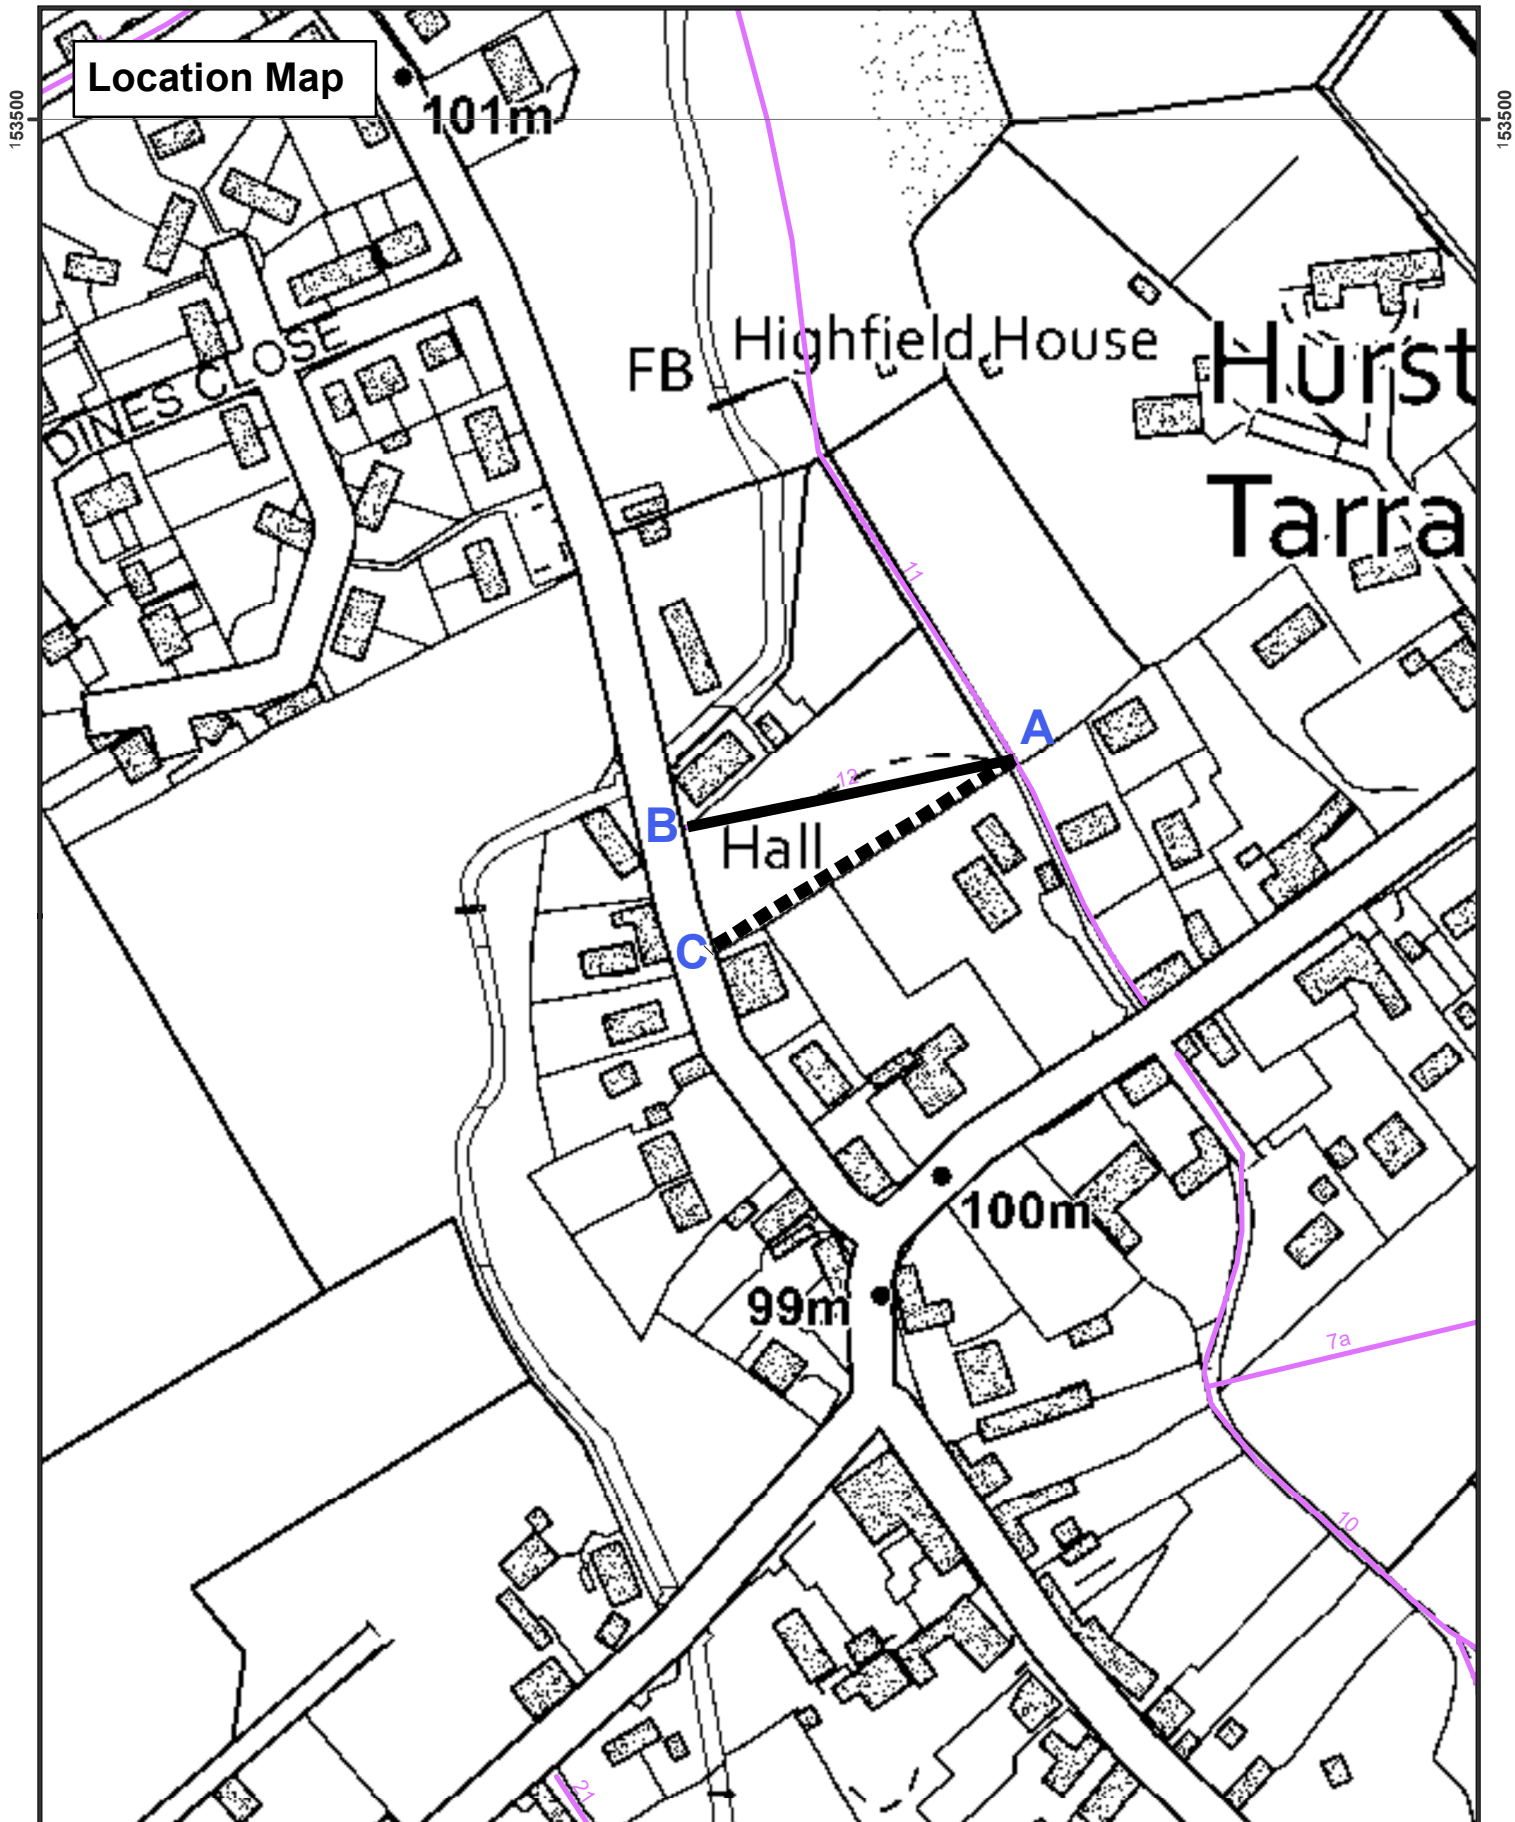 Location Map
153500
153500
101m
DINES CLOSE
FB
Highfield House
Hurst
Tarra
11
A
12
B
Hall
C
100m
99m
7a
10
21